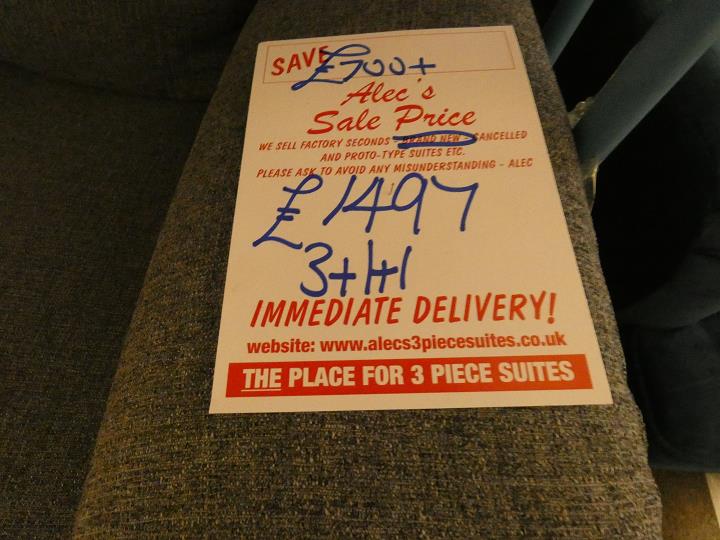 SAVE £700+
Alec's
Sale Price
WE SELL FACTORY SECONDS - BRAND NEW - CANCELLED
AND PROTO-TYPE SUITES ETC.
PLEASE ASK TO AVOID ANY MISUNDERSTANDING - ALEC
£1497
3+1+1
IMMEDIATE DELIVERY!
website: www.alecs3piecesuites.co.uk
THE PLACE FOR 3 PIECE SUITES